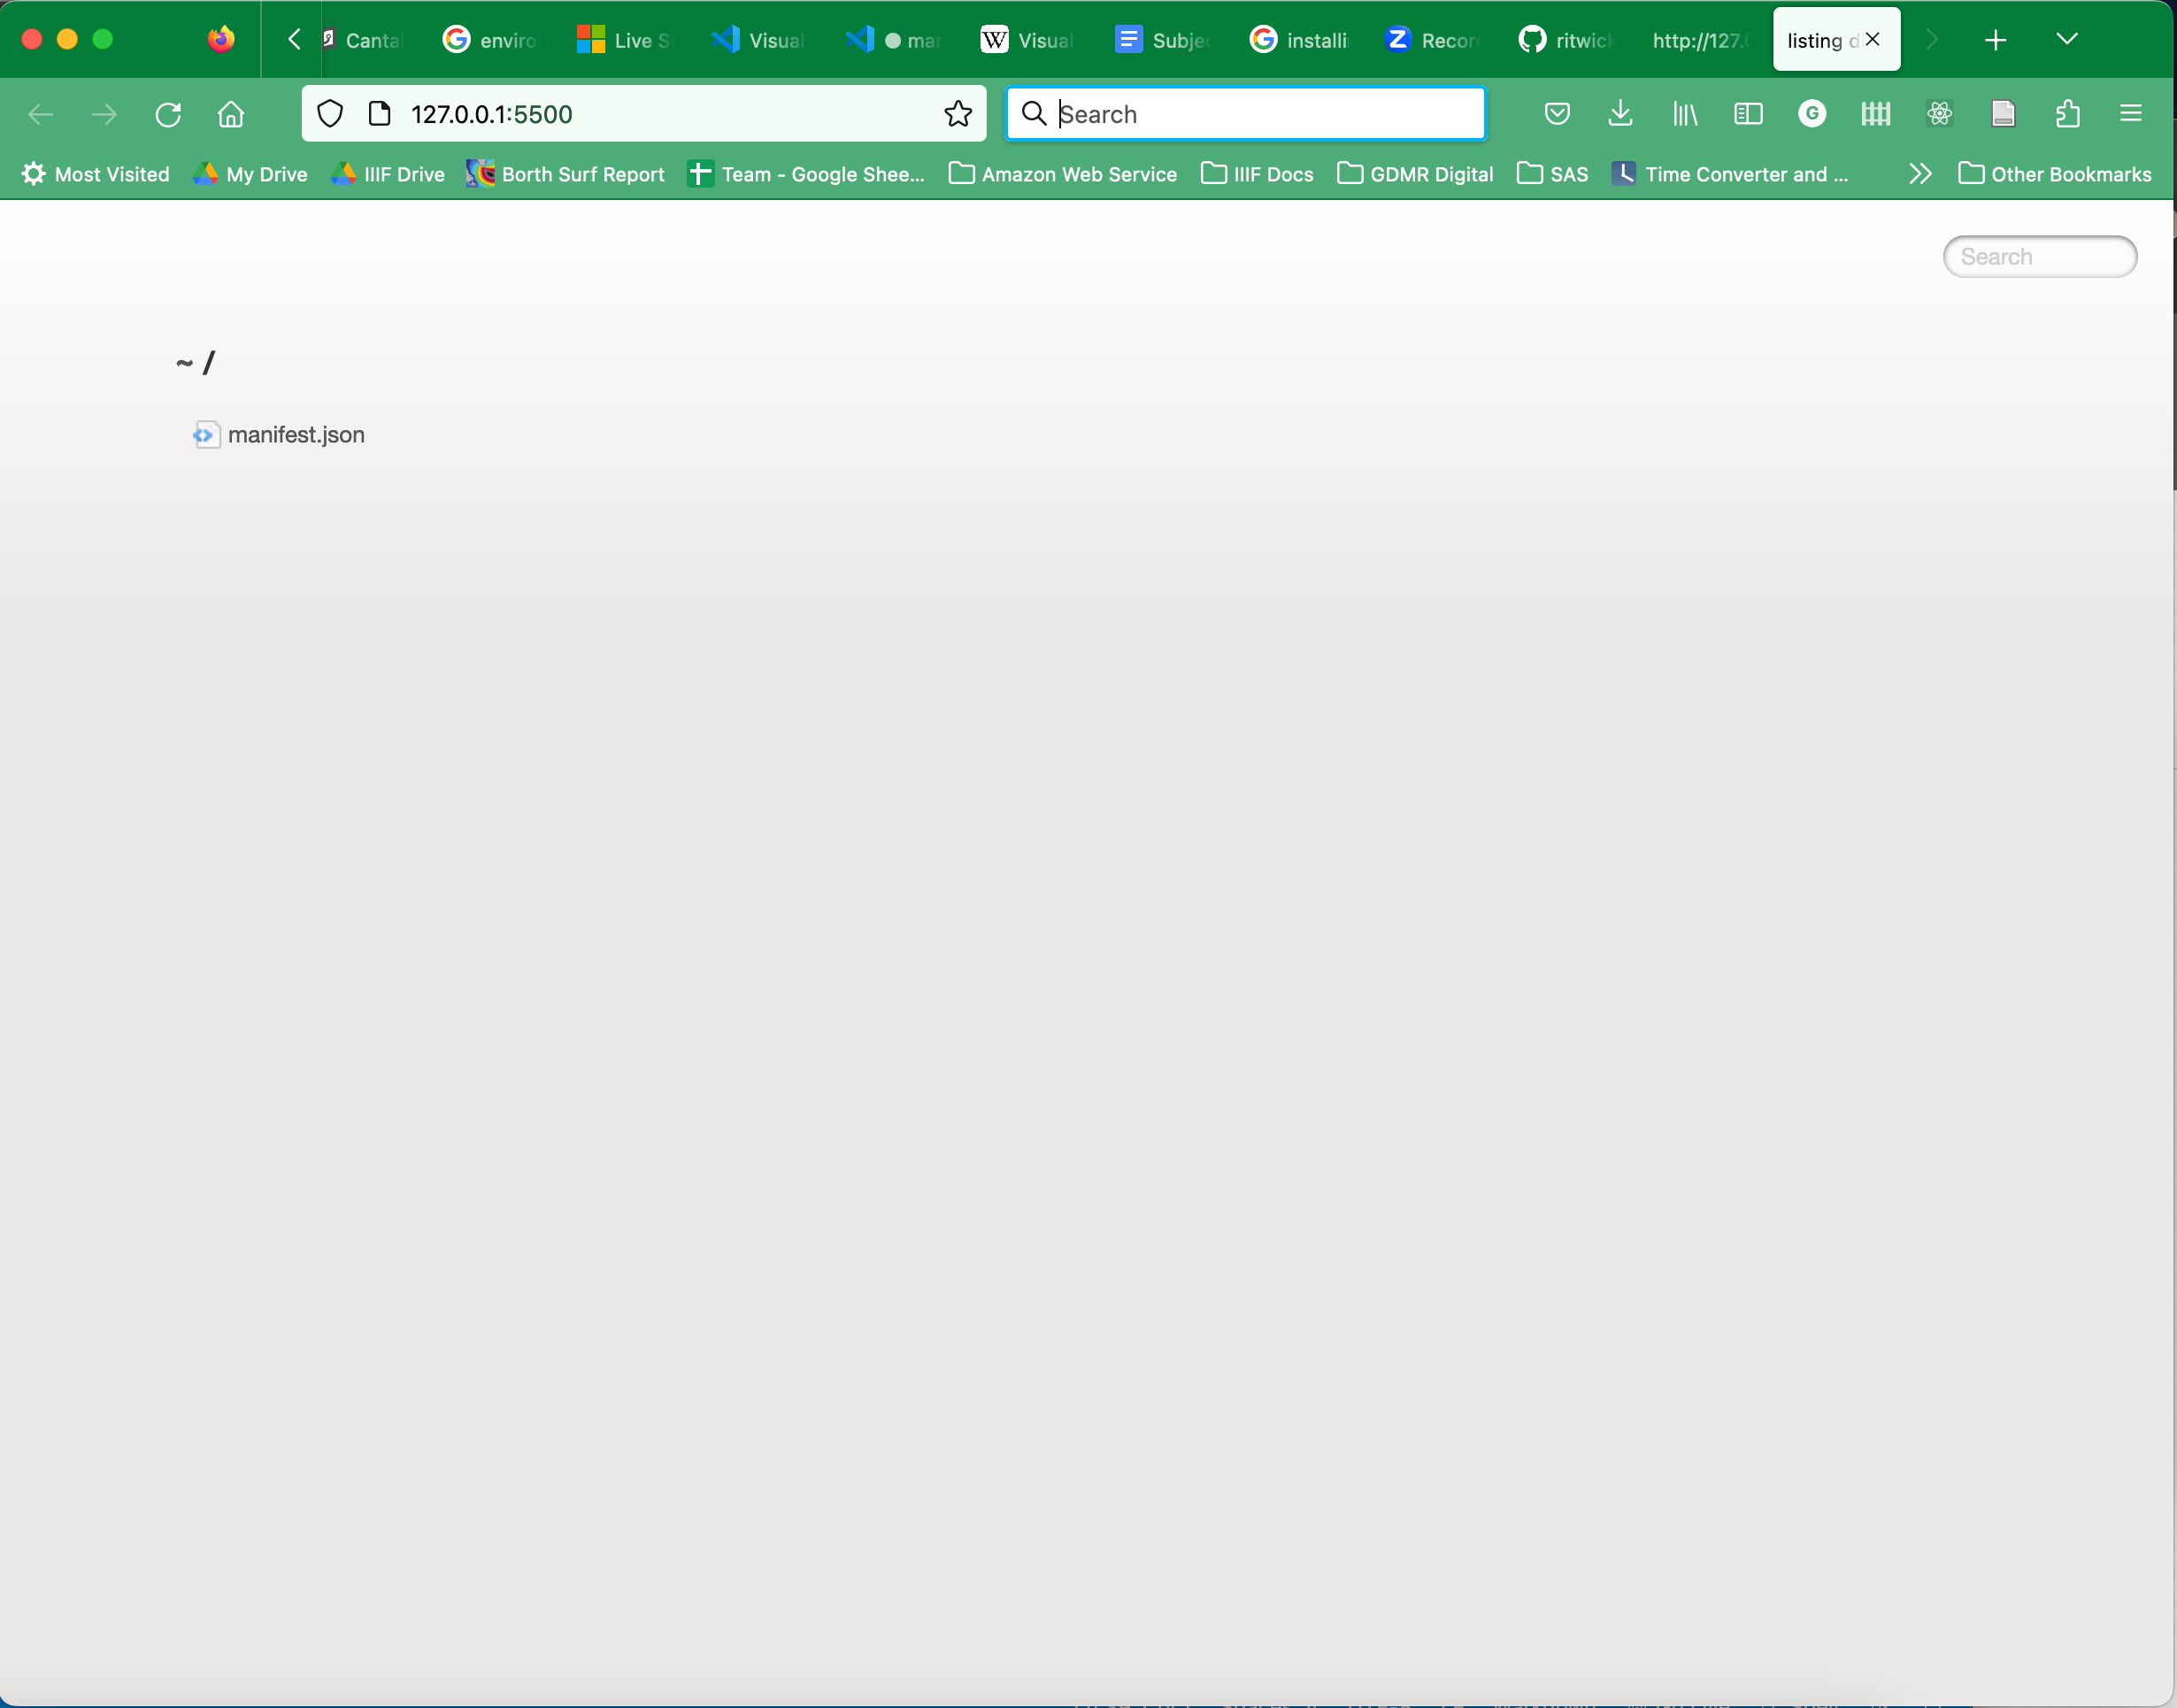 Canta enviro Live S Visual mar W Visual Subje G installi Z Recor ritwick http://127.0 listing d
127.0.0.1:5500 Search G
Most Visited My Drive IIIF Drive Borth Surf Report Team - Google Shee... Amazon Web Service IIIF Docs GDMR Digital SAS Time Converter and ... Other Bookmarks
Search
~ /
manifest.json